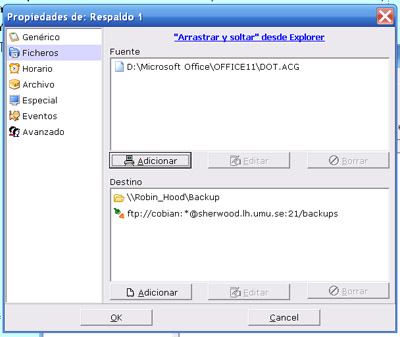 Propiedades de: Respaldo 1
Genérico
Ficheros
Horario
Archivo
Especial
Eventos
Avanzado
"Arrastrar y soltar" desde Explorer
Fuente
D:\Microsoft Office\OFFICE11\DOT.ACG
Adicionar
Editar
Borrar
Destino
\\Robin_Hood\Backup
ftp://cobian:*@sherwood.lh.umu.se:21/backups
Adicionar
Editar
Borrar
OK
Cancel